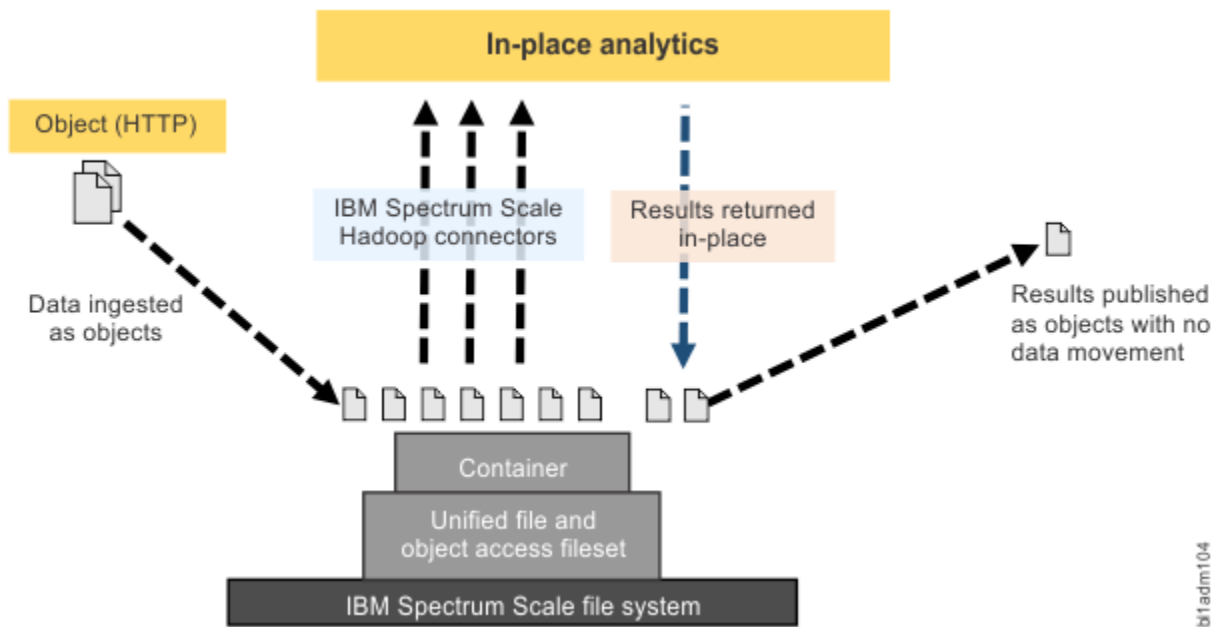 In-place analytics
Object (HTTP)
IBM Spectrum Scale
Hadoop connectors
Results returned
in-place
Data ingested
as objects
Results published
as objects with no
data movement
Container
Unified file and
object access fileset
IBM Spectrum Scale file system
bl1adm104